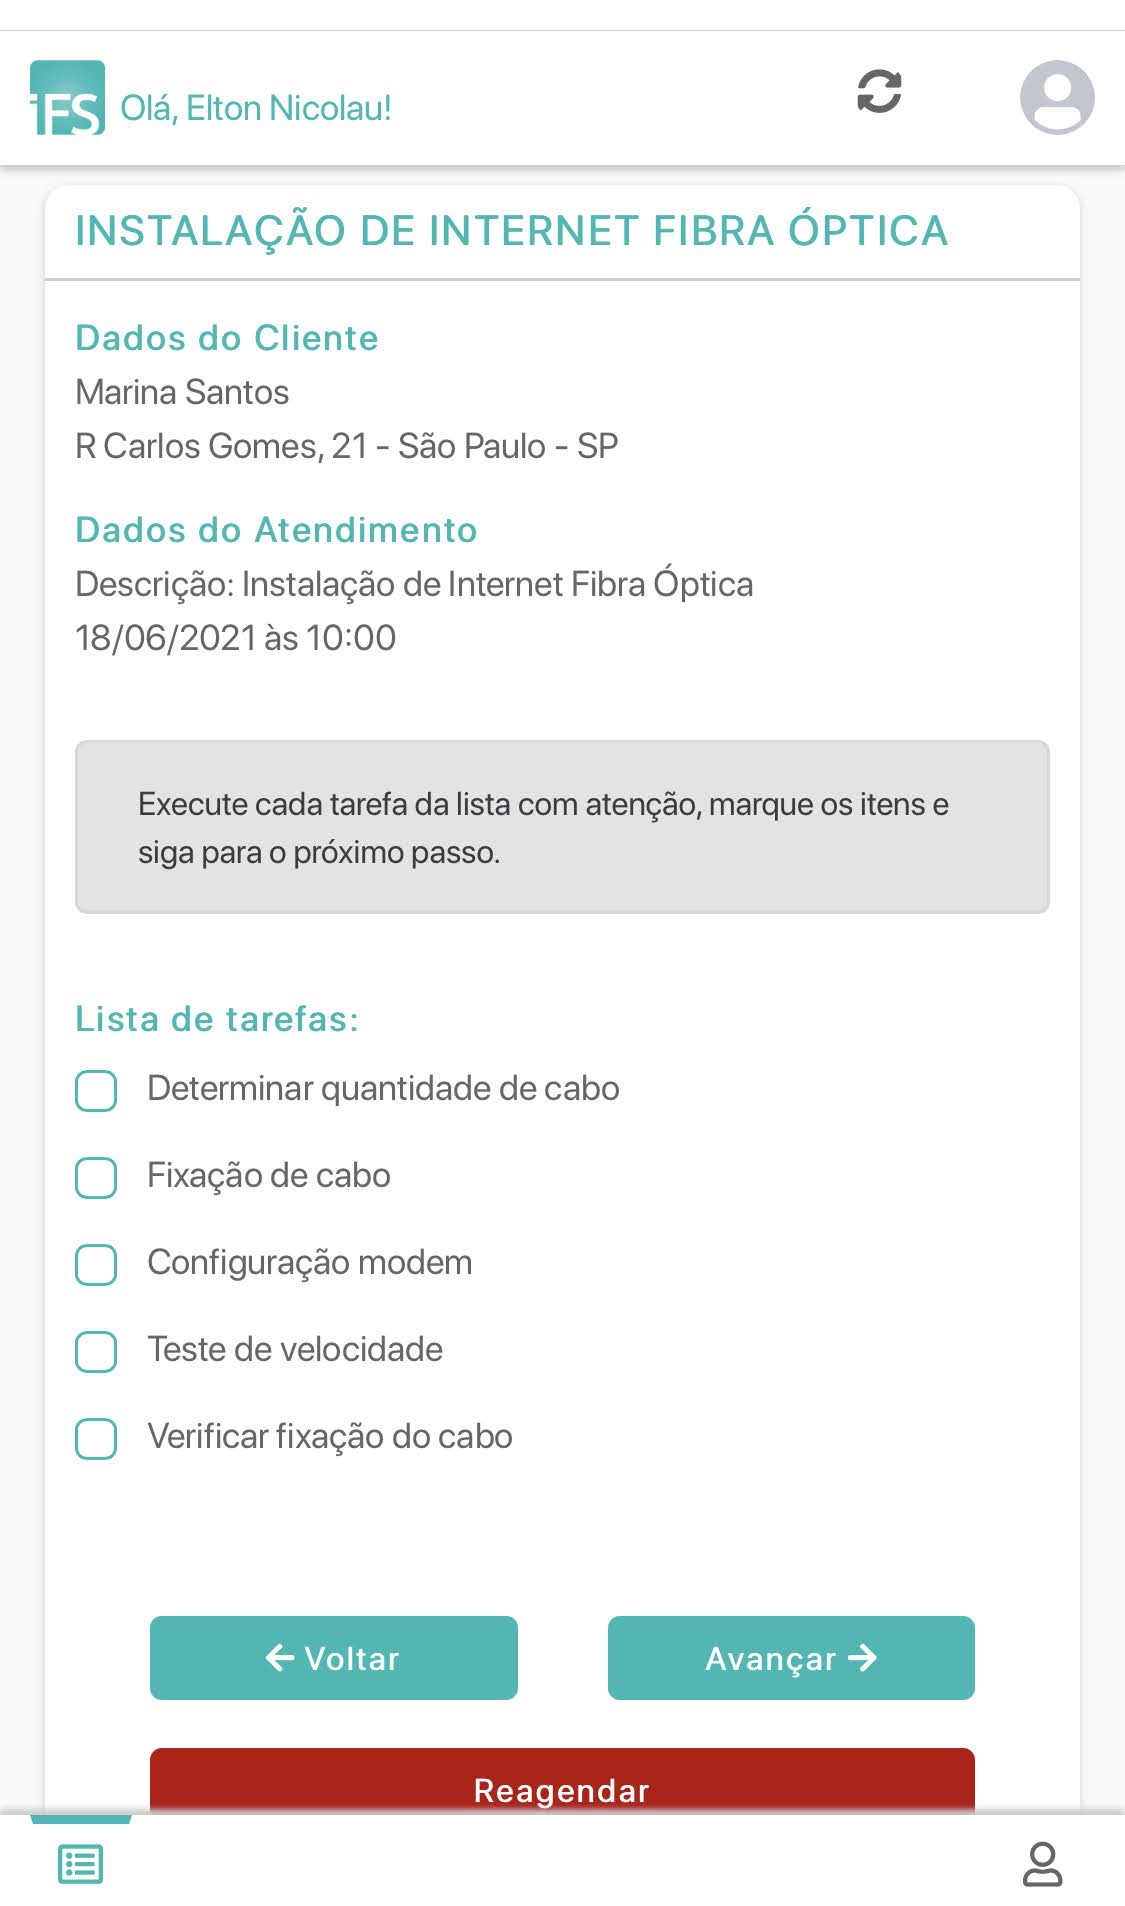 iFS
Olá, Elton Nicolau!
INSTALAÇÃO DE INTERNET FIBRA ÓPTICA
Dados do Cliente
Marina Santos
R Carlos Gomes, 21 - São Paulo - SP
Dados do Atendimento
Descrição: Instalação de Internet Fibra Óptica
18/06/2021 às 10:00
Execute cada tarefa da lista com atenção, marque os itens e
siga para o próximo passo.
Lista de tarefas:
Determinar quantidade de cabo
Fixação de cabo
Configuração modem
Teste de velocidade
Verificar fixação do cabo
Voltar
Avançar
Reagendar